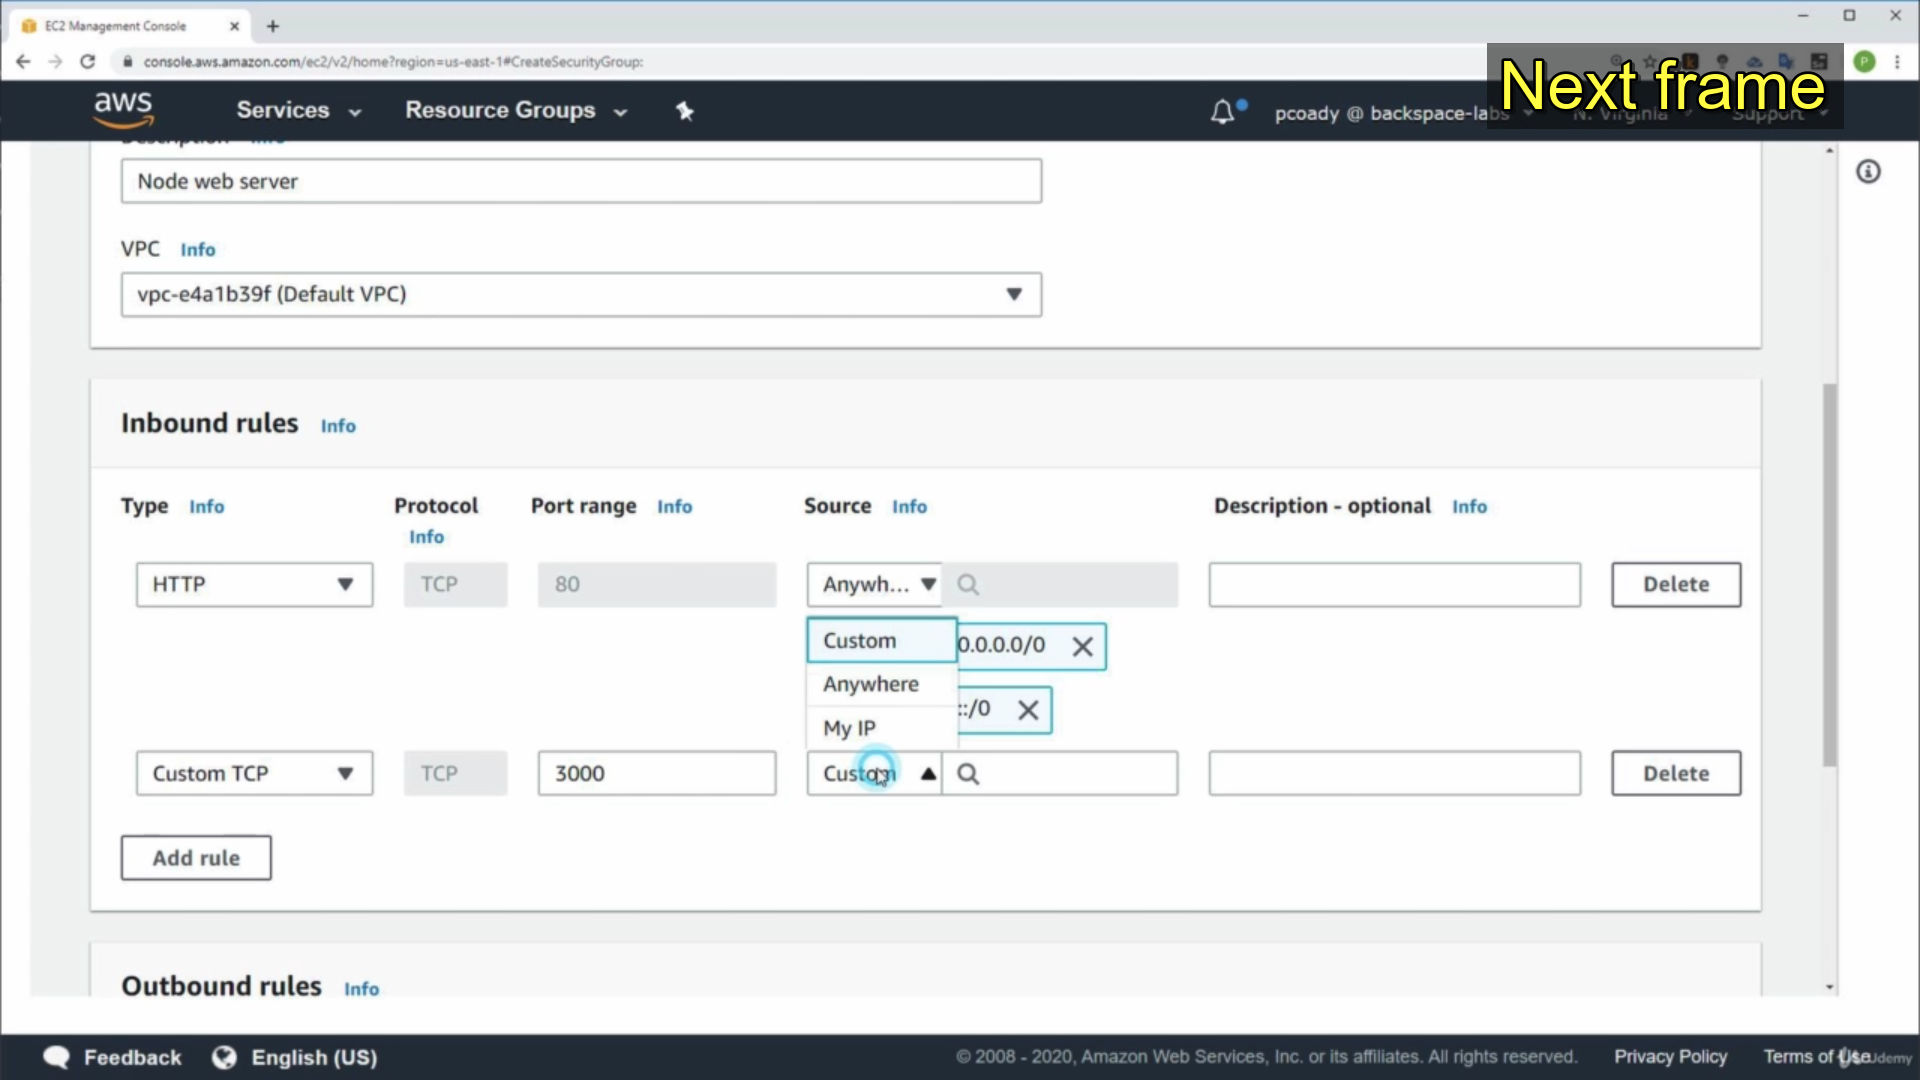 EC2 Management Console
console.aws.amazon.com/ec2/v2/home?region=us-east-1#CreateSecurityGroup:
Next frame
aws
Services
Resource Groups
pcoady @ backspace-labs
N. Virginia
Support
Description Info
Node web server
VPC Info
vpc-e4a1b39f (Default VPC)
Inbound rules Info
Type Info
Protocol Info
Port range Info
Source Info
Description - optional Info
HTTP
TCP
80
Anywh...
Delete
Custom
0.0.0.0/0
Anywhere
::/0
My IP
Custom TCP
TCP
3000
Custom
Delete
Add rule
Outbound rules Info
Feedback
English (US)
© 2008 - 2020, Amazon Web Services, Inc. or its affiliates. All rights reserved.
Privacy Policy
Terms of Use
Udemy